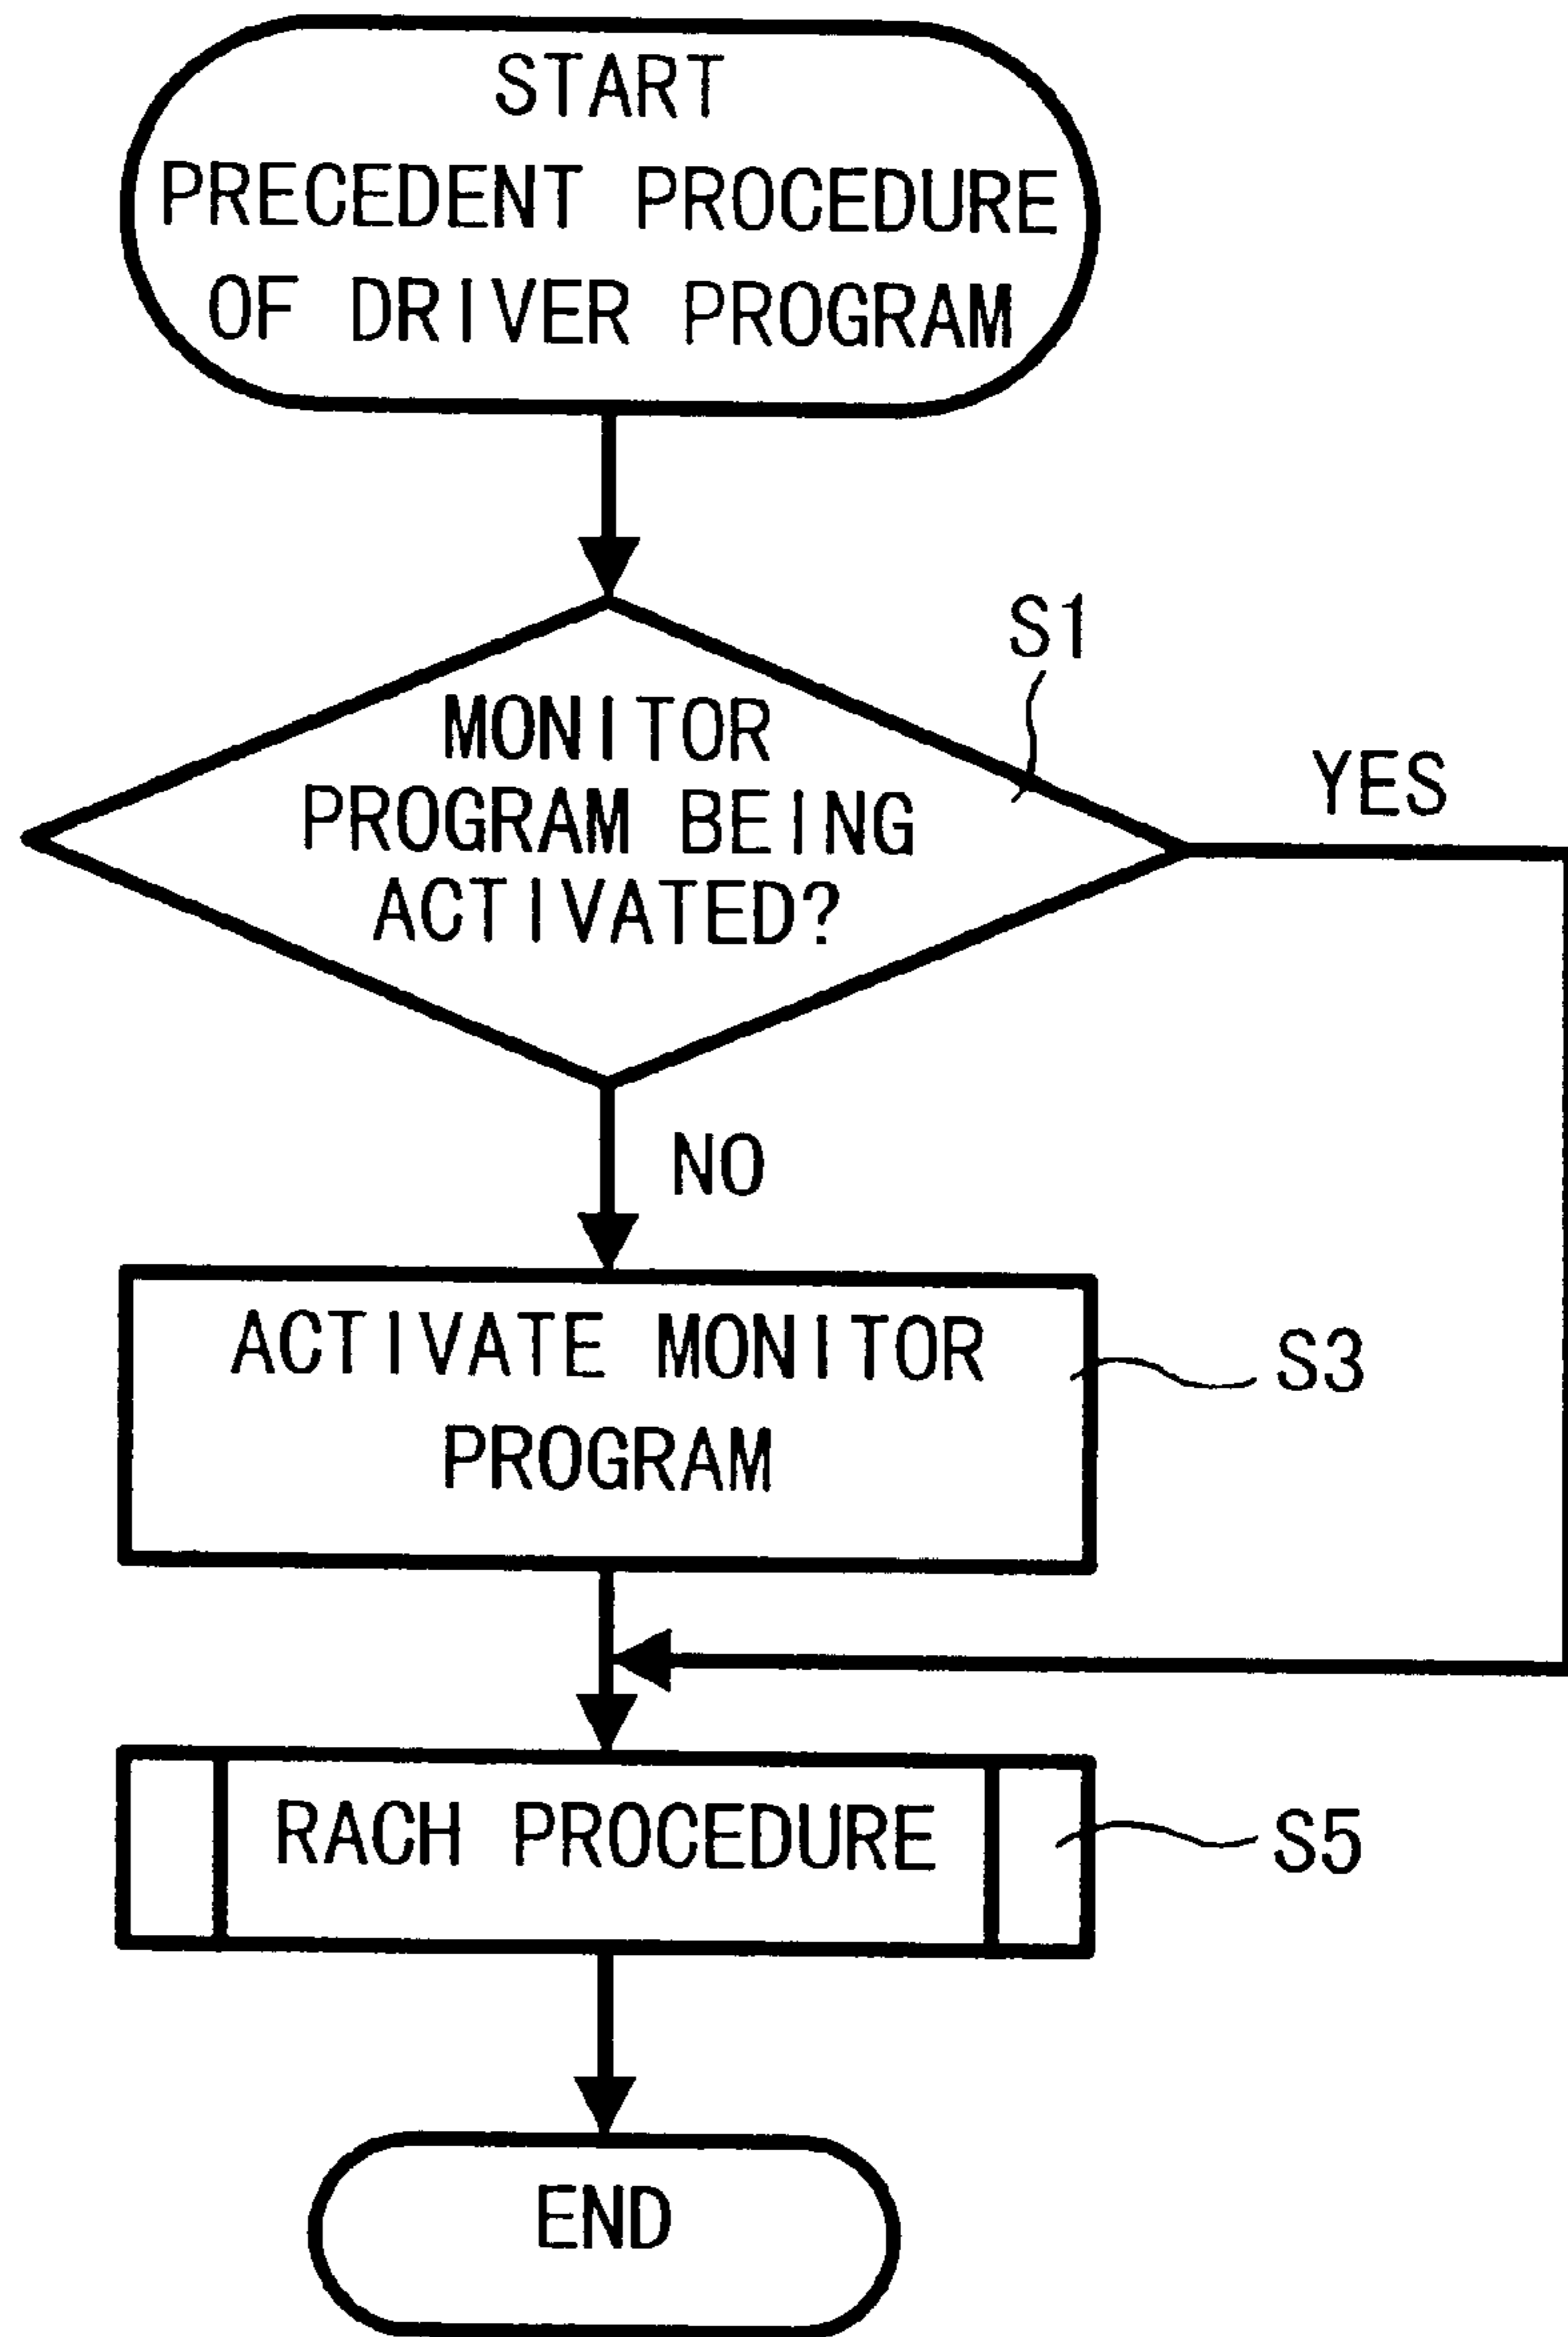 START
PRECEDENT PROCEDURE
OF DRIVER PROGRAM
S1
MONITOR
PROGRAM BEING
ACTIVATED?
YES
NO
ACTIVATE MONITOR
PROGRAM
S3
RACH PROCEDURE
S5
END